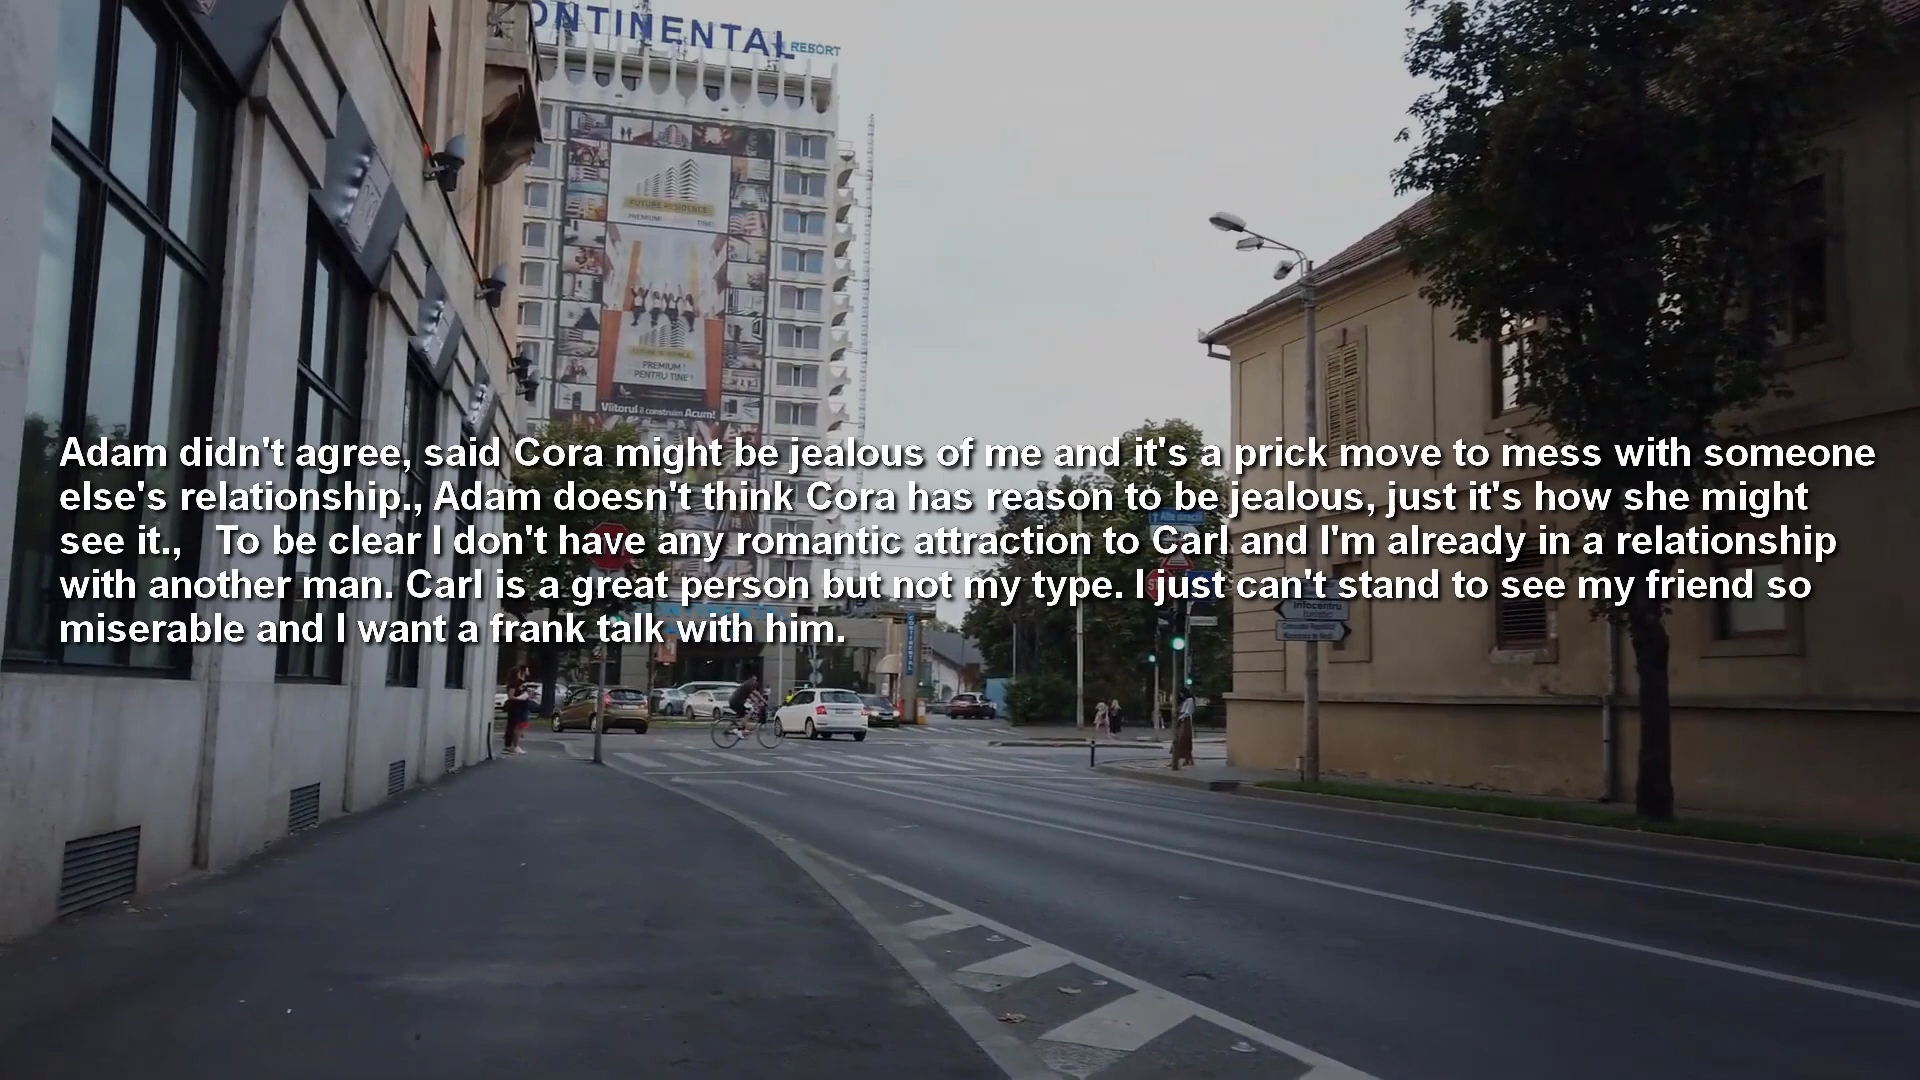 ONTINENTAL
RESORT
FUTURE RESIDENCE
PREMIUM!
PENTRU TINE!
Viitorul îl construim Acum!
Adam didn't agree, said Cora might be jealous of me and it's a prick move to mess with someone
else's relationship., Adam doesn't think Cora has reason to be jealous, just it's how she might
see it.,   To be clear I don't have any romantic attraction to Carl and I'm already in a relationship
with another man. Carl is a great person but not my type. I just can't stand to see my friend so
miserable and I want a frank talk with him.
Infocentru